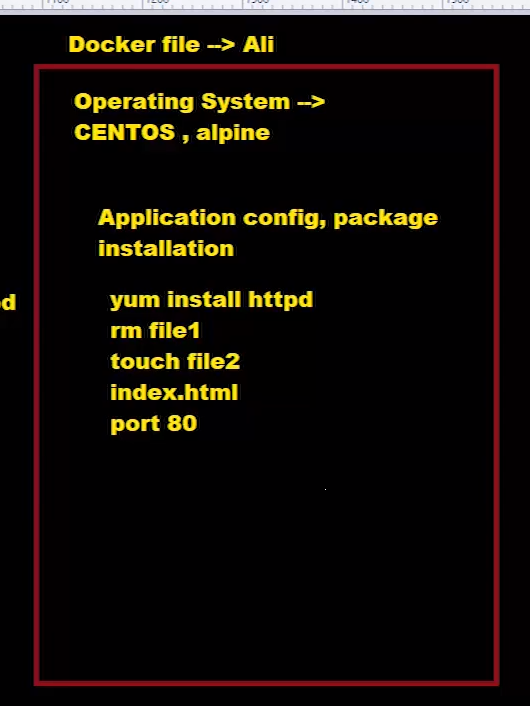 Docker file --> Ali
Operating System -->
CENTOS , alpine
Application config, package
installation
yum install httpd
rm file1
touch file2
index.html
port 80